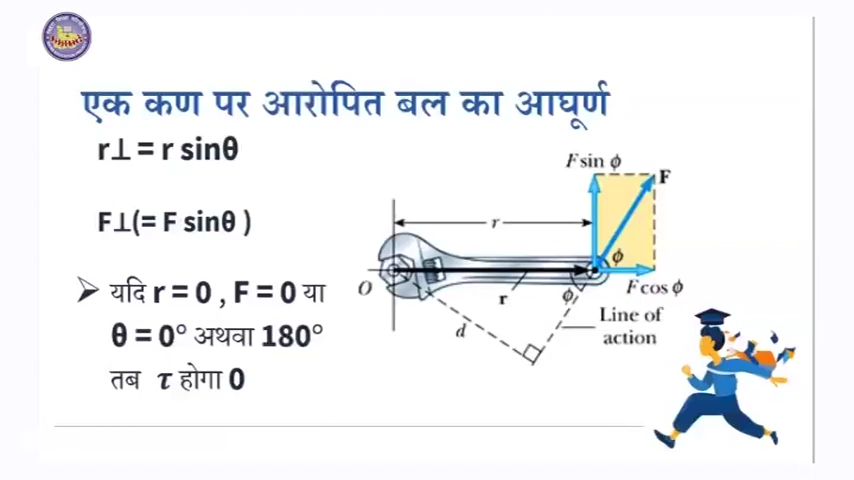 एक कण पर आरोपित बल का आघूर्ण
r⊥ = r sinθ
F⊥(= F sinθ )
➢ यदि r = 0 , F = 0 या
θ = 0° अथवा 180°
तब τ होगा 0
F sin ϕ
F
r
ϕ
O
r
ϕ
F cos ϕ
d
Line of
action